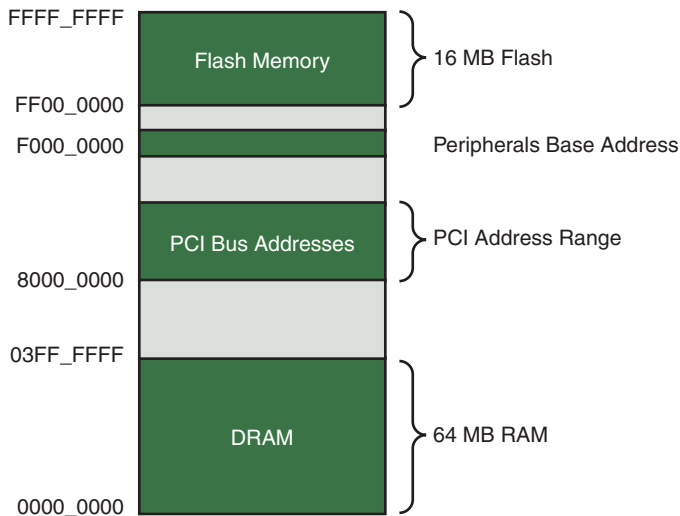 FFFF_FFFF
Flash Memory
16 MB Flash
FF00_0000
F000_0000
Peripherals Base Address
PCI Bus Addresses
PCI Address Range
8000_0000
03FF_FFFF
DRAM
64 MB RAM
0000_0000